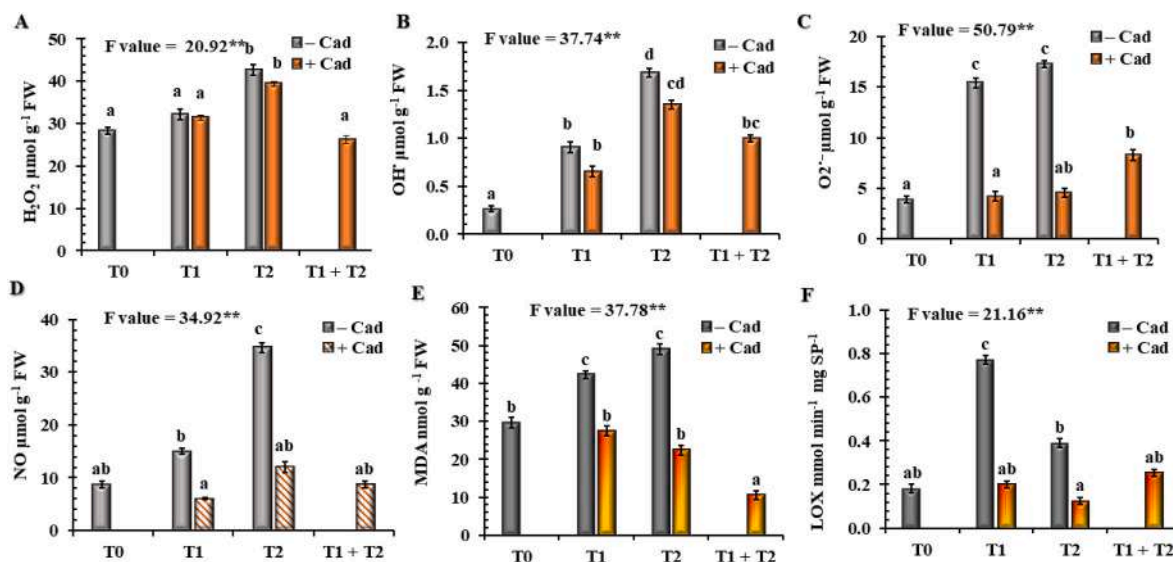 A
F value = 20.92**
– Cad
+ Cad
H₂O₂ µmol g⁻¹ FW
50
40
30
20
10
0
a
a
a
b
b
a
T0
T1
T2
T1 + T2
B
F value = 37.74**
– Cad
+ Cad
OH• µmol g⁻¹ FW
2.0
1.5
1.0
0.5
0.0
a
b
b
d
cd
bc
T0
T1
T2
T1 + T2
C
F value = 50.79**
– Cad
+ Cad
O2•– µmol g⁻¹ FW
20
15
10
5
0
a
c
a
c
ab
b
T0
T1
T2
T1 + T2
D
F value = 34.92**
– Cad
+ Cad
NO µmol g⁻¹ FW
40
30
20
10
0
ab
b
a
c
ab
ab
T0
T1
T2
T1 + T2
E
F value = 37.78**
– Cad
+ Cad
MDA nmol g⁻¹ FW
60
50
40
30
20
10
0
b
c
b
c
b
a
T0
T1
T2
T1 + T2
F
F value = 21.16**
– Cad
+ Cad
LOX mmol min⁻¹ mg SP⁻¹
1.0
0.8
0.6
0.4
0.2
0.0
ab
c
ab
b
a
ab
T0
T1
T2
T1 + T2